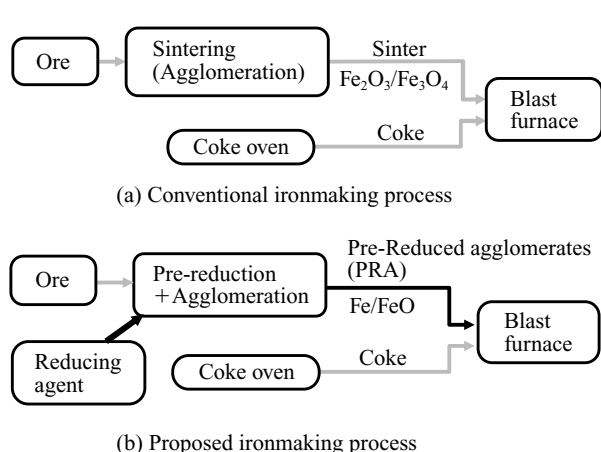 Ore
Sintering
(Agglomeration)
Sinter
Fe₂O₃/Fe₃O₄
Blast
furnace
Coke oven
Coke
(a) Conventional ironmaking process
Ore
Pre-reduction
+Agglomeration
Pre-Reduced agglomerates
(PRA)
Fe/FeO
Blast
furnace
Reducing
agent
Coke oven
Coke
(b) Proposed ironmaking process